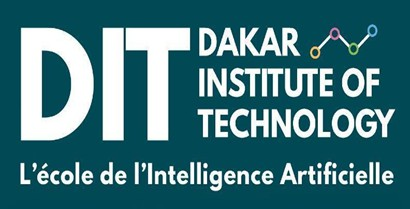 DIT DAKAR
INSTITUTE OF
TECHNOLOGY
L'école de l'Intelligence Artificielle